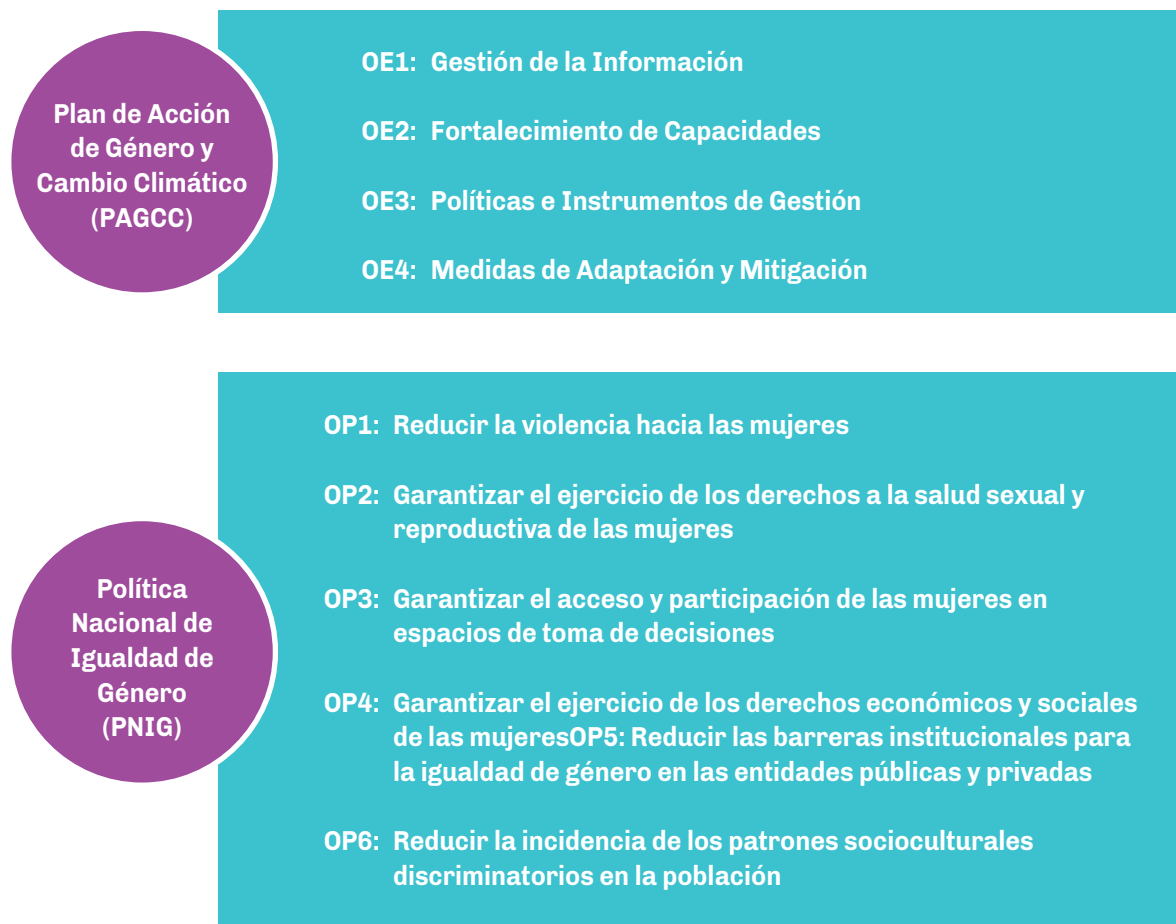 Plan de Acción
de Género y
Cambio Climático
(PAGCC)
OE1: Gestión de la Información
OE2: Fortalecimiento de Capacidades
OE3: Políticas e Instrumentos de Gestión
OE4: Medidas de Adaptación y Mitigación
Política
Nacional de
Igualdad de
Género
(PNIG)
OP1: Reducir la violencia hacia las mujeres
OP2: Garantizar el ejercicio de los derechos a la salud sexual y
reproductiva de las mujeres
OP3: Garantizar el acceso y participación de las mujeres en
espacios de toma de decisiones
OP4: Garantizar el ejercicio de los derechos económicos y sociales
de las mujeresOP5: Reducir las barreras institucionales para
la igualdad de género en las entidades públicas y privadas
OP6: Reducir la incidencia de los patrones socioculturales
discriminatorios en la población